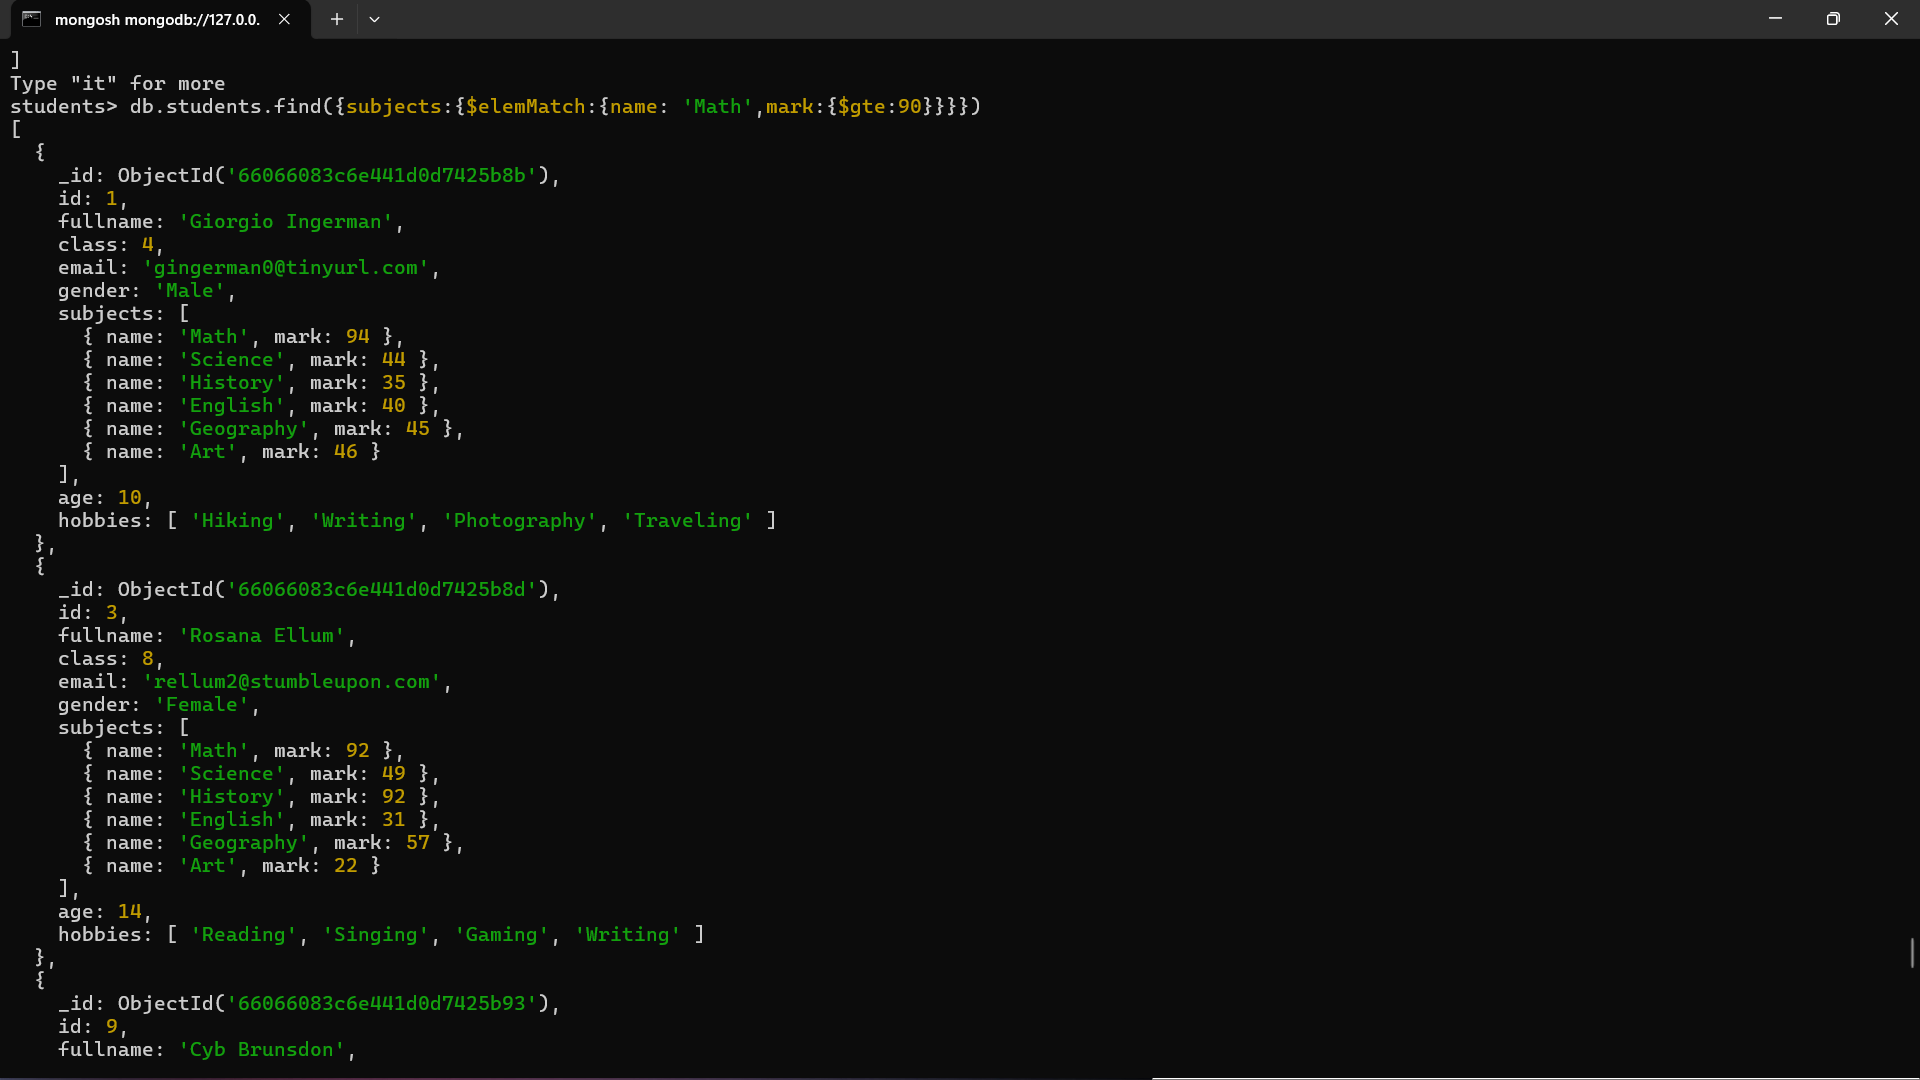 mongosh mongodb://127.0.0.
]
Type "it" for more
students> db.students.find({subjects:{$elemMatch:{name: 'Math',mark:{$gte:90}}}})
[
  {
    _id: ObjectId('66066083c6e441d0d7425b8b'),
    id: 1,
    fullname: 'Giorgio Ingerman',
    class: 4,
    email: 'gingerman0@tinyurl.com',
    gender: 'Male',
    subjects: [
      { name: 'Math', mark: 94 },
      { name: 'Science', mark: 44 },
      { name: 'History', mark: 35 },
      { name: 'English', mark: 40 },
      { name: 'Geography', mark: 45 },
      { name: 'Art', mark: 46 }
    ],
    age: 10,
    hobbies: [ 'Hiking', 'Writing', 'Photography', 'Traveling' ]
  },
  {
    _id: ObjectId('66066083c6e441d0d7425b8d'),
    id: 3,
    fullname: 'Rosana Ellum',
    class: 8,
    email: 'rellum2@stumbleupon.com',
    gender: 'Female',
    subjects: [
      { name: 'Math', mark: 92 },
      { name: 'Science', mark: 49 },
      { name: 'History', mark: 92 },
      { name: 'English', mark: 31 },
      { name: 'Geography', mark: 57 },
      { name: 'Art', mark: 22 }
    ],
    age: 14,
    hobbies: [ 'Reading', 'Singing', 'Gaming', 'Writing' ]
  },
  {
    _id: ObjectId('66066083c6e441d0d7425b93'),
    id: 9,
    fullname: 'Cyb Brunsdon',